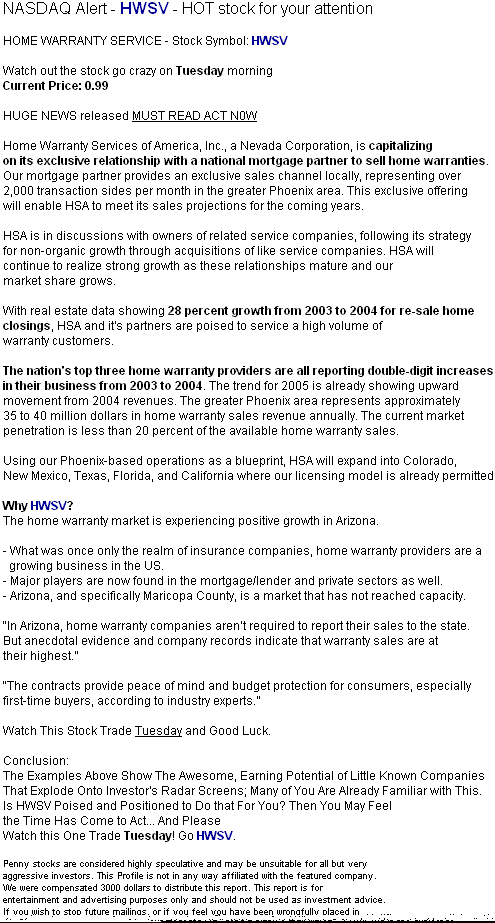 NASDAQ Alert - HWSV - HOT stock for your attention
HOME WARRANTY SERVICE - Stock Symbol: HWSV
Watch out the stock go crazy on Tuesday morning
Current Price: 0.99
HUGE NEWS released MUST READ ACT N0W
Home Warranty Services of America, Inc., a Nevada Corporation, is capitalizing
on its exclusive relationship with a national mortgage partner to sell home warranties.
Our mortgage partner provides an exclusive sales channel locally, representing over
2,000 transaction sides per month in the greater Phoenix area. This exclusive offering
will enable HSA to meet its sales projections for the coming years.
HSA is in discussions with owners of related service companies, following its strategy
for non-organic growth through acquisitions of like service companies. HSA will
continue to realize strong growth as these relationships mature and our
market share grows.
With real estate data showing 28 percent growth from 2003 to 2004 for re-sale home
closings, HSA and it's partners are poised to service a high volume of
warranty customers.
The nation's top three home warranty providers are all reporting double-digit increases
in their business from 2003 to 2004. The trend for 2005 is already showing upward
movement from 2004 revenues. The greater Phoenix area represents approximately
35 to 40 million dollars in home warranty sales revenue annually. The current market
penetration is less than 20 percent of the available home warranty sales.
Using our Phoenix-based operations as a blueprint, HSA will expand into Colorado,
New Mexico, Texas, Florida, and California where our licensing model is already permitted
Why HWSV?
The home warranty market is experiencing positive growth in Arizona.
- What was once only the realm of insurance companies, home warranty providers are a
growing business in the US.
- Major players are now found in the mortgage/lender and private sectors as well.
- Arizona, and specifically Maricopa County, is a market that has not reached capacity.
"In Arizona, home warranty companies aren't required to report their sales to the state.
But anecdotal evidence and company records indicate that warranty sales are at
their highest."
"The contracts provide peace of mind and budget protection for consumers, especially
first-time buyers, according to industry experts."
Watch This Stock Trade Tuesday and Good Luck.
Conclusion:
The Examples Above Show The Awesome, Earning Potential of Little Known Companies
That Explode Onto Investor's Radar Screens; Many of You Are Already Familiar with This.
Is HWSV Poised and Positioned to Do that For You? Then You May Feel
the Time Has Come to Act... And Please
Watch this One Trade Tuesday! Go HWSV.
Penny stocks are considered highly speculative and may be unsuitable for all but very
aggressive investors. This Profile is not in any way affiliated with the featured company.
We were compensated 3000 dollars to distribute this report. This report is for
entertainment and advertising purposes only and should not be used as investment advice.
If you wish to stop future mailings, or if you feel you have been wrongfully placed in